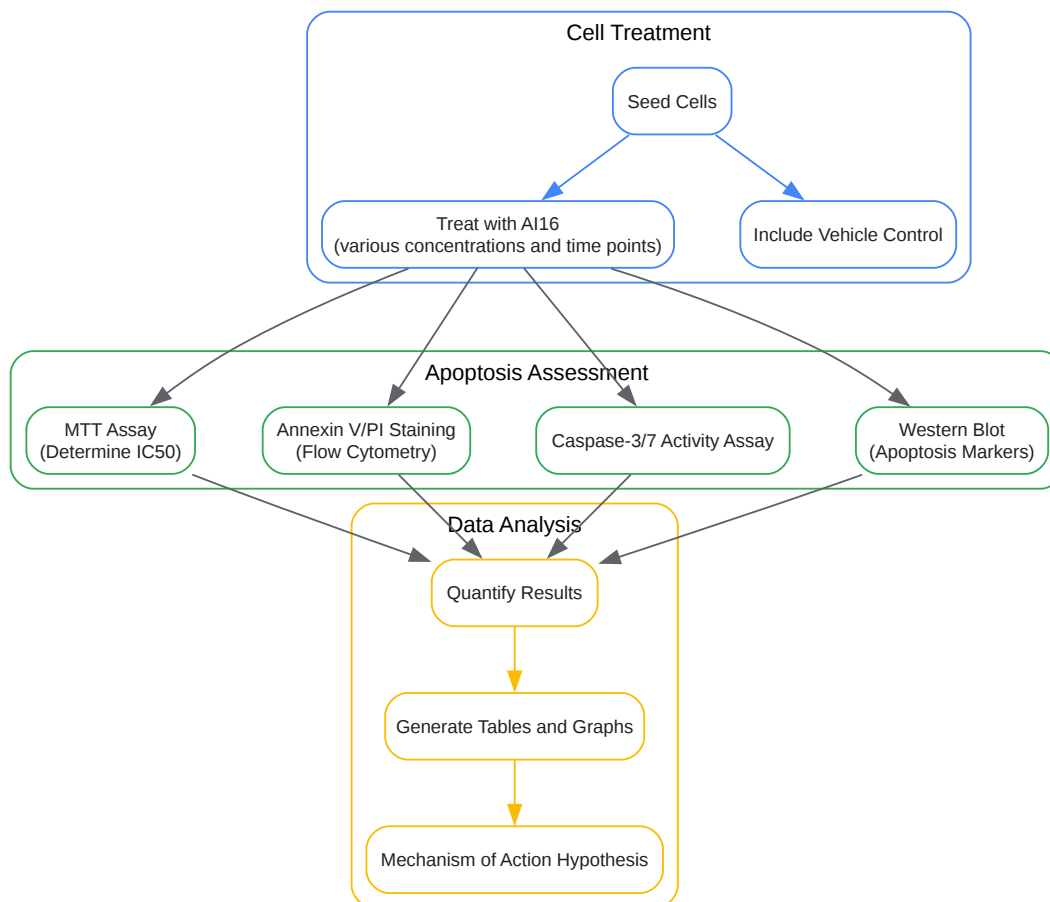 Cell Treatment
Seed Cells
Treat with AI16
(various concentrations and time points)
Include Vehicle Control
Apoptosis Assessment
MTT Assay
(Determine IC50)
Annexin V/PI Staining
(Flow Cytometry)
Caspase-3/7 Activity Assay
Western Blot
(Apoptosis Markers)
Data Analysis
Quantify Results
Generate Tables and Graphs
Mechanism of Action Hypothesis